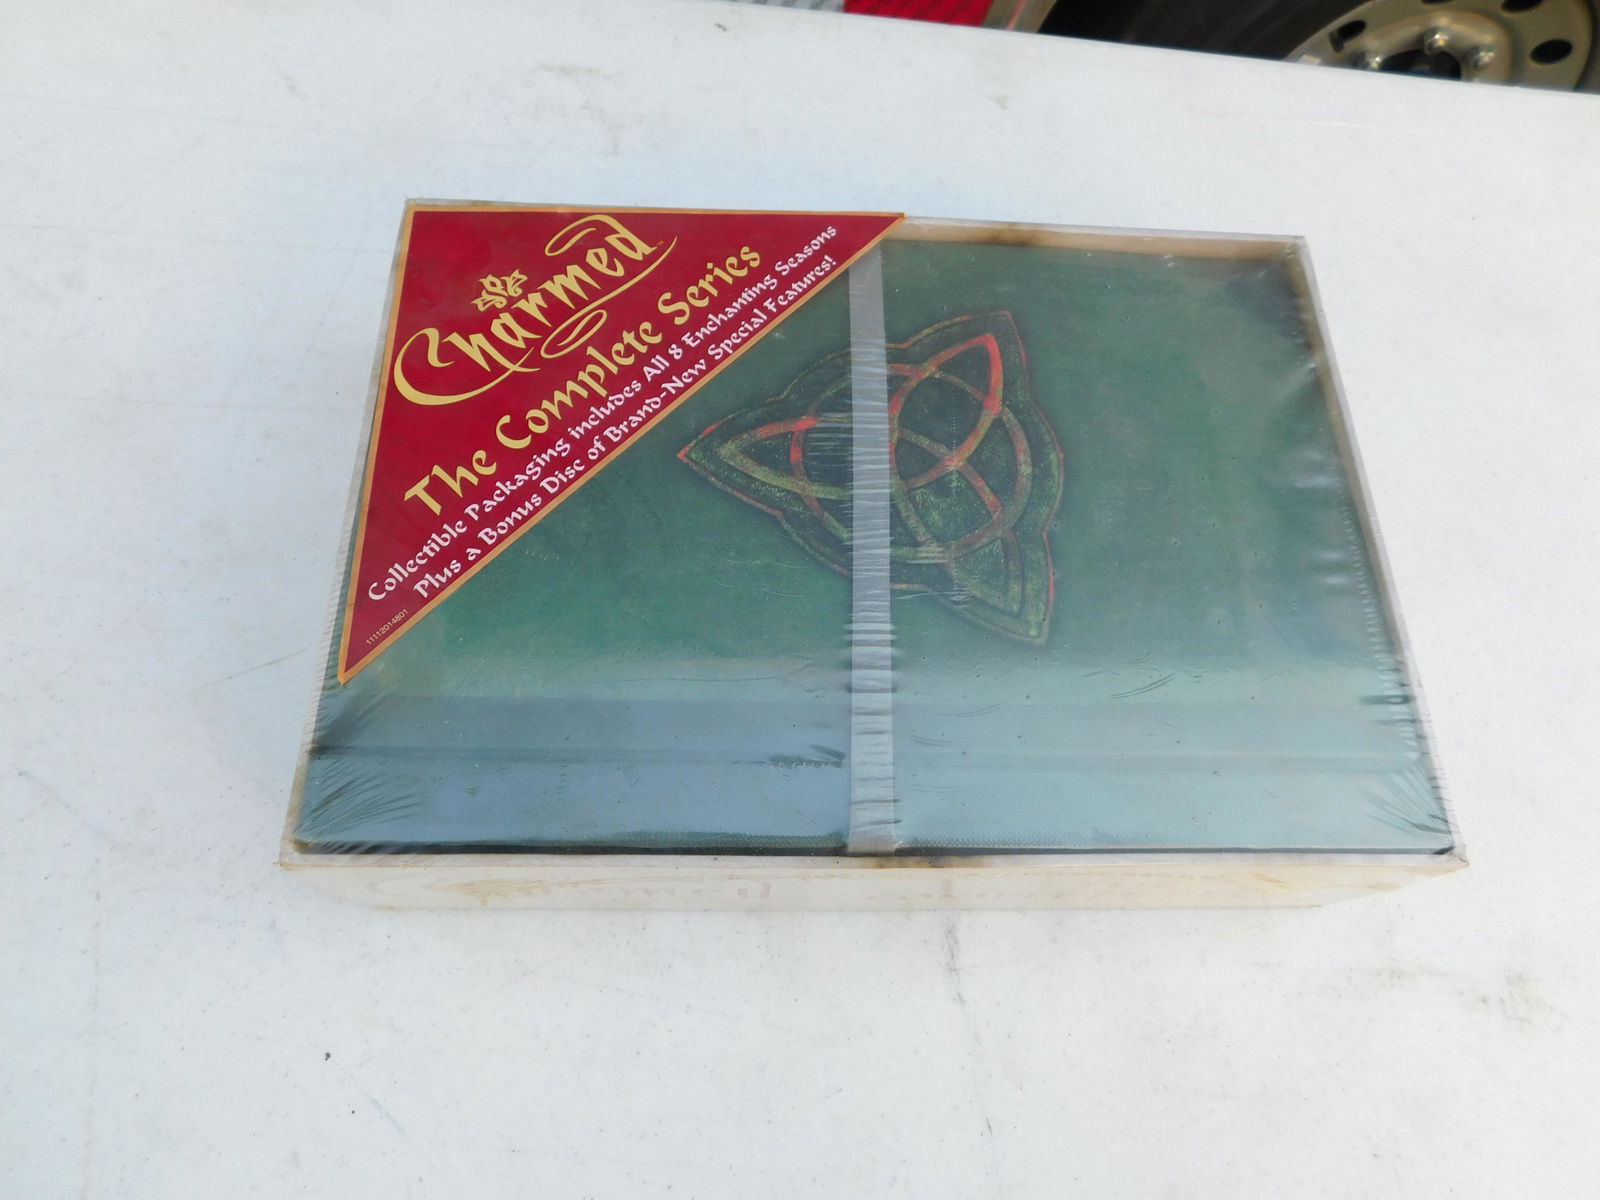 Charmed
The Complete Series
Collectible Packaging includes All 8 Enchanting Seasons
Plus a Bonus Disc of Brand-New Special Features!
11112014801